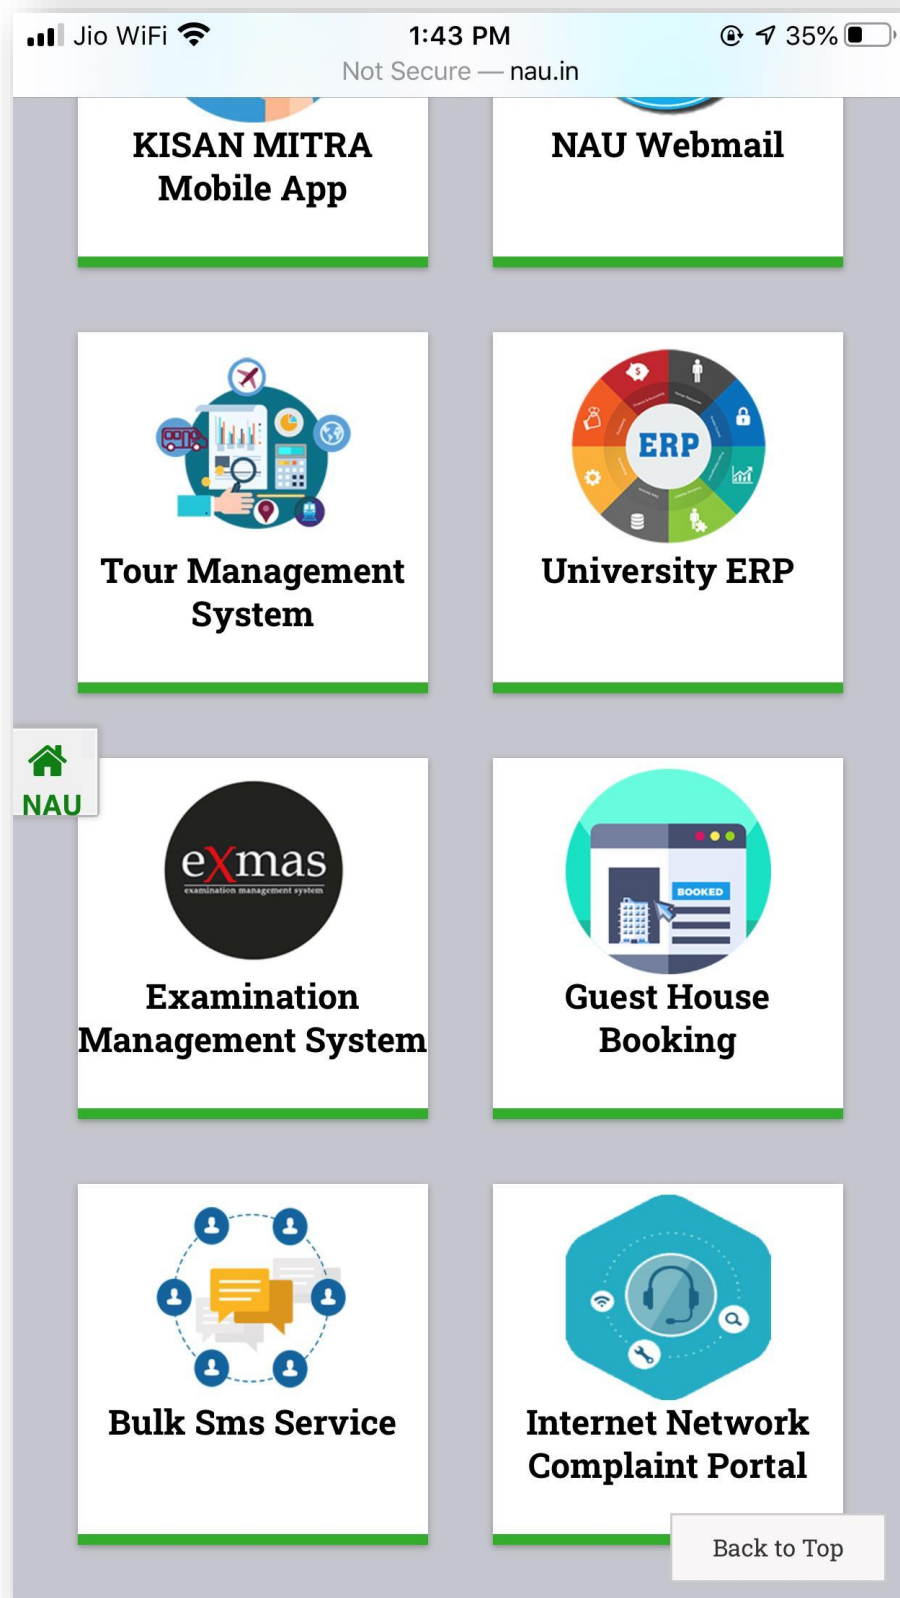 Jio WiFi 1:43 PM 35%
Not Secure — nau.in
KISAN MITRA
Mobile App
NAU Webmail
Tour Management
System
ERP
University ERP
NAU
eXmas
examination management system
Examination
Management System
BOOKED
Guest House
Booking
Bulk Sms Service
Internet Network
Complaint Portal
Back to Top